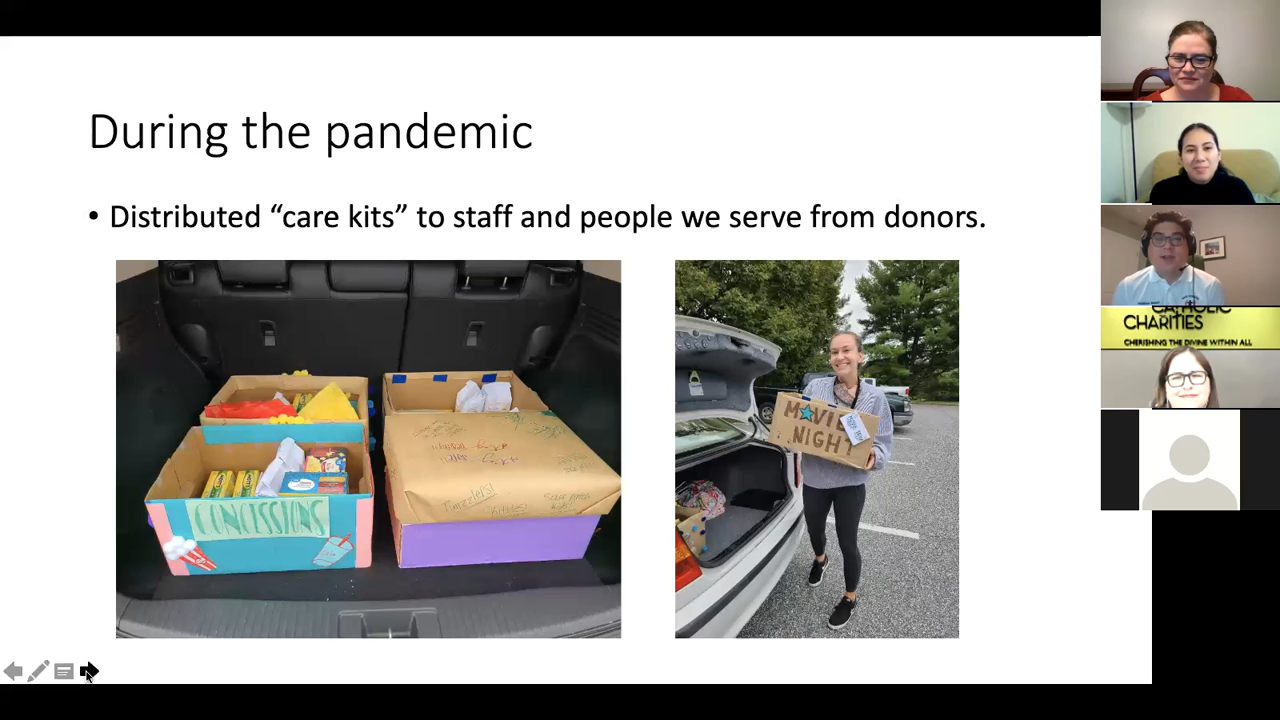 During the pandemic
• Distributed “care kits” to staff and people we serve from donors.
CONCESSIONS
Twizzlers!
MOVIE
NIGHT
CATHOLIC
CHARITIES
CHERISHING THE DIVINE WITHIN ALL